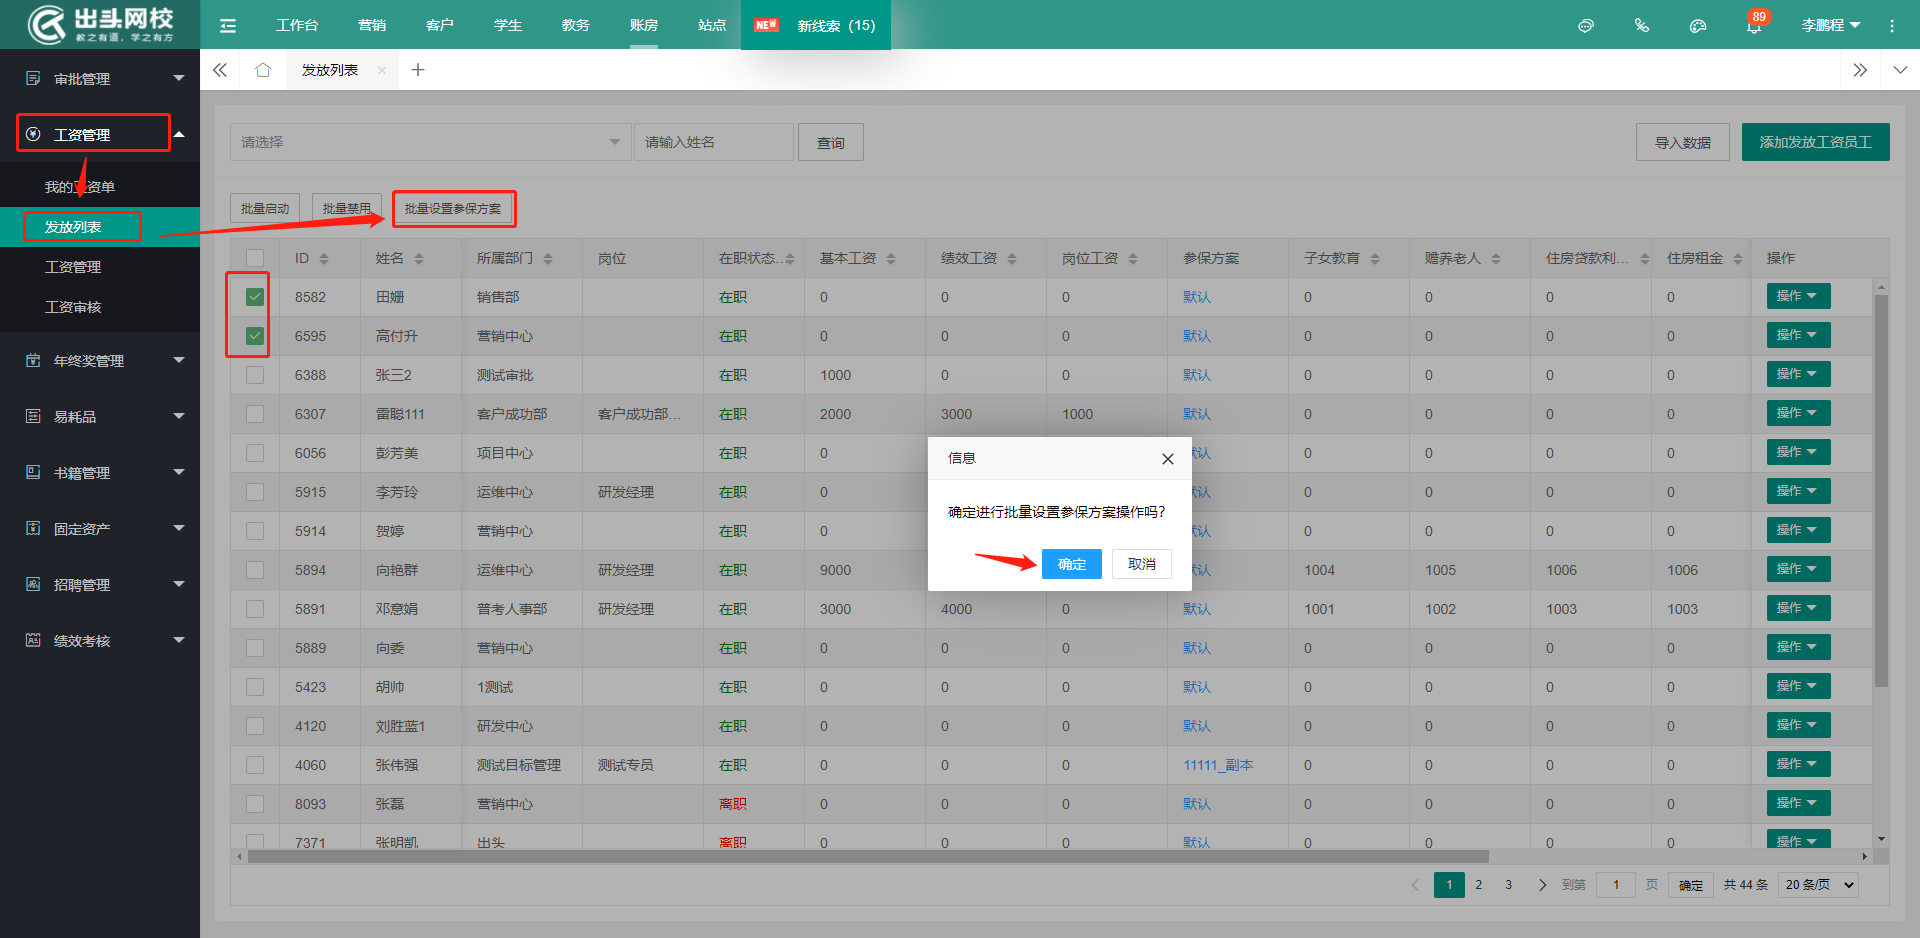 出头网校
教之有道，学之有方
工作台 营销 客户 学生 教务 账房 站点 NEW 新线索 (15) 89 李鹏程
发放列表
审批管理
工资管理
我的工资单
发放列表
工资管理
工资审核
年终奖管理
易耗品
书籍管理
固定资产
招聘管理
绩效考核
请选择 请输入姓名 查询 导入数据 添加发放工资员工
批量启动 批量禁用 批量设置参保方案
ID 姓名 所属部门 岗位 在职状态... 基本工资 绩效工资 岗位工资 参保方案 子女教育 赡养老人 住房贷款利... 住房租金 操作
8582 田姗 销售部 在职 0 0 0 默认 0 0 0 0 操作
6595 高付升 营销中心 在职 0 0 0 默认 0 0 0 0 操作
6388 张三2 测试审批 在职 1000 0 0 默认 0 0 0 0 操作
6307 雷聪111 客户成功部 客户成功部... 在职 2000 3000 1000 默认 0 0 0 0 操作
6056 彭芳美 项目中心 在职 0 默认 0 0 0 0 操作
5915 李芳玲 运维中心 研发经理 在职 0 默认 0 0 0 0 操作
5914 贺婷 营销中心 在职 0 默认 0 0 0 0 操作
5894 向艳群 运维中心 研发经理 在职 9000 默认 1004 1005 1006 1006 操作
5891 邓意娟 普考人事部 研发经理 在职 3000 4000 0 默认 1001 1002 1003 1003 操作
5889 向委 营销中心 在职 0 0 0 默认 0 0 0 0 操作
5423 胡帅 1测试 在职 0 0 0 默认 0 0 0 0 操作
4120 刘胜蓝1 研发中心 在职 0 0 0 默认 0 0 0 0 操作
4060 张伟强 测试目标管理 测试专员 在职 0 0 0 11111_副本 0 0 0 0 操作
8093 张磊 营销中心 离职 0 0 0 默认 0 0 0 0 操作
7371 张明凯 出头 离职 0 0 0 默认 0 0 0 0 操作
信息
确定进行批量设置参保方案操作吗?
确定 取消
1 2 3 到第 1 页 确定 共 44 条 20 条/页